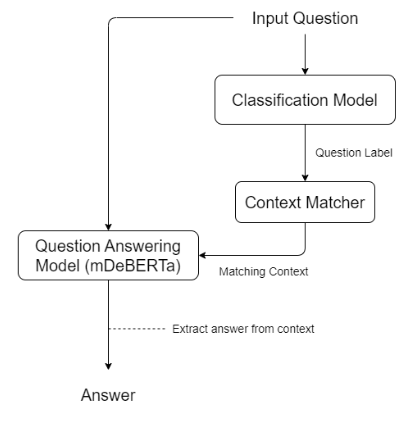 Input Question
Classification Model
Question Label
Context Matcher
Question Answering
Model (mDeBERTa)
Matching Context
Extract answer from context
Answer